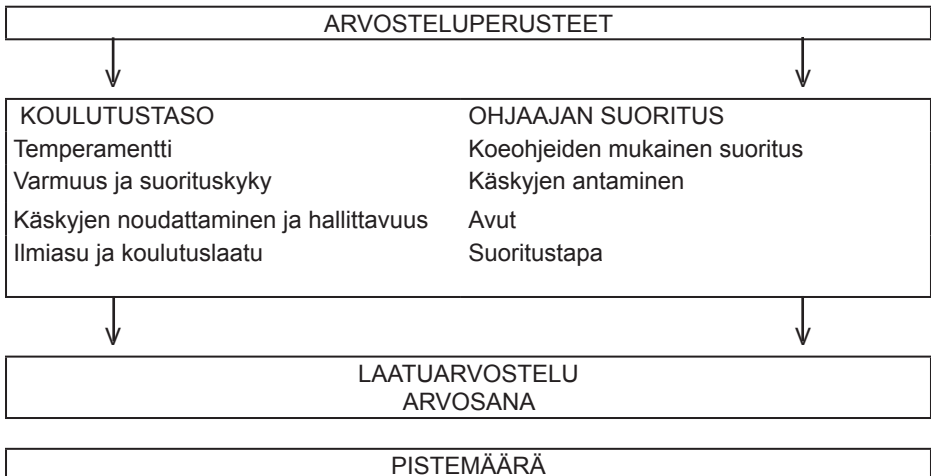 ARVOSTELUPERUSTEET
KOULUTUSTASO OHJAAJAN SUORITUS
Temperamentti Koeohjeiden mukainen suoritus
Varmuus ja suorituskyky Käskyjen antaminen
Käskyjen noudattaminen ja hallittavuus Avut
Ilmiasu ja koulutuslaatu Suoritustapa
LAATUARVOSTELU
ARVOSANA
PISTEMÄÄRÄ